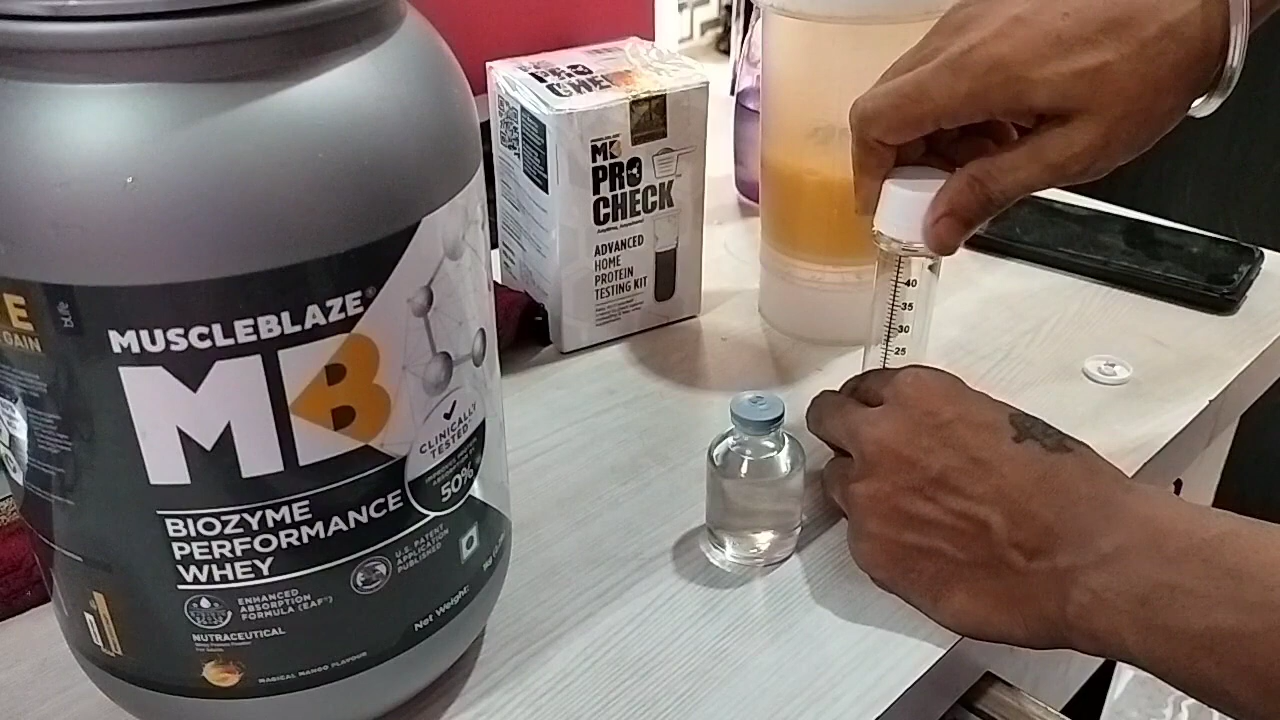 MUSCLEBLAZE®
MB
CLINICALLY
TESTED
50%
BIOZYME
PERFORMANCE
WHEY
U.S. PATENT
APPLICATION
PUBLISHED
ENHANCED
ABSORPTION
FORMULA (EAF®)
NUTRACEUTICAL
Net Weight:
MAGICAL MANGO FLAVOUR
E
GAIN
PRO
MB
PRO
CHECK
ADVANCED
HOME
PROTEIN
TESTING KIT
40
35
30
25